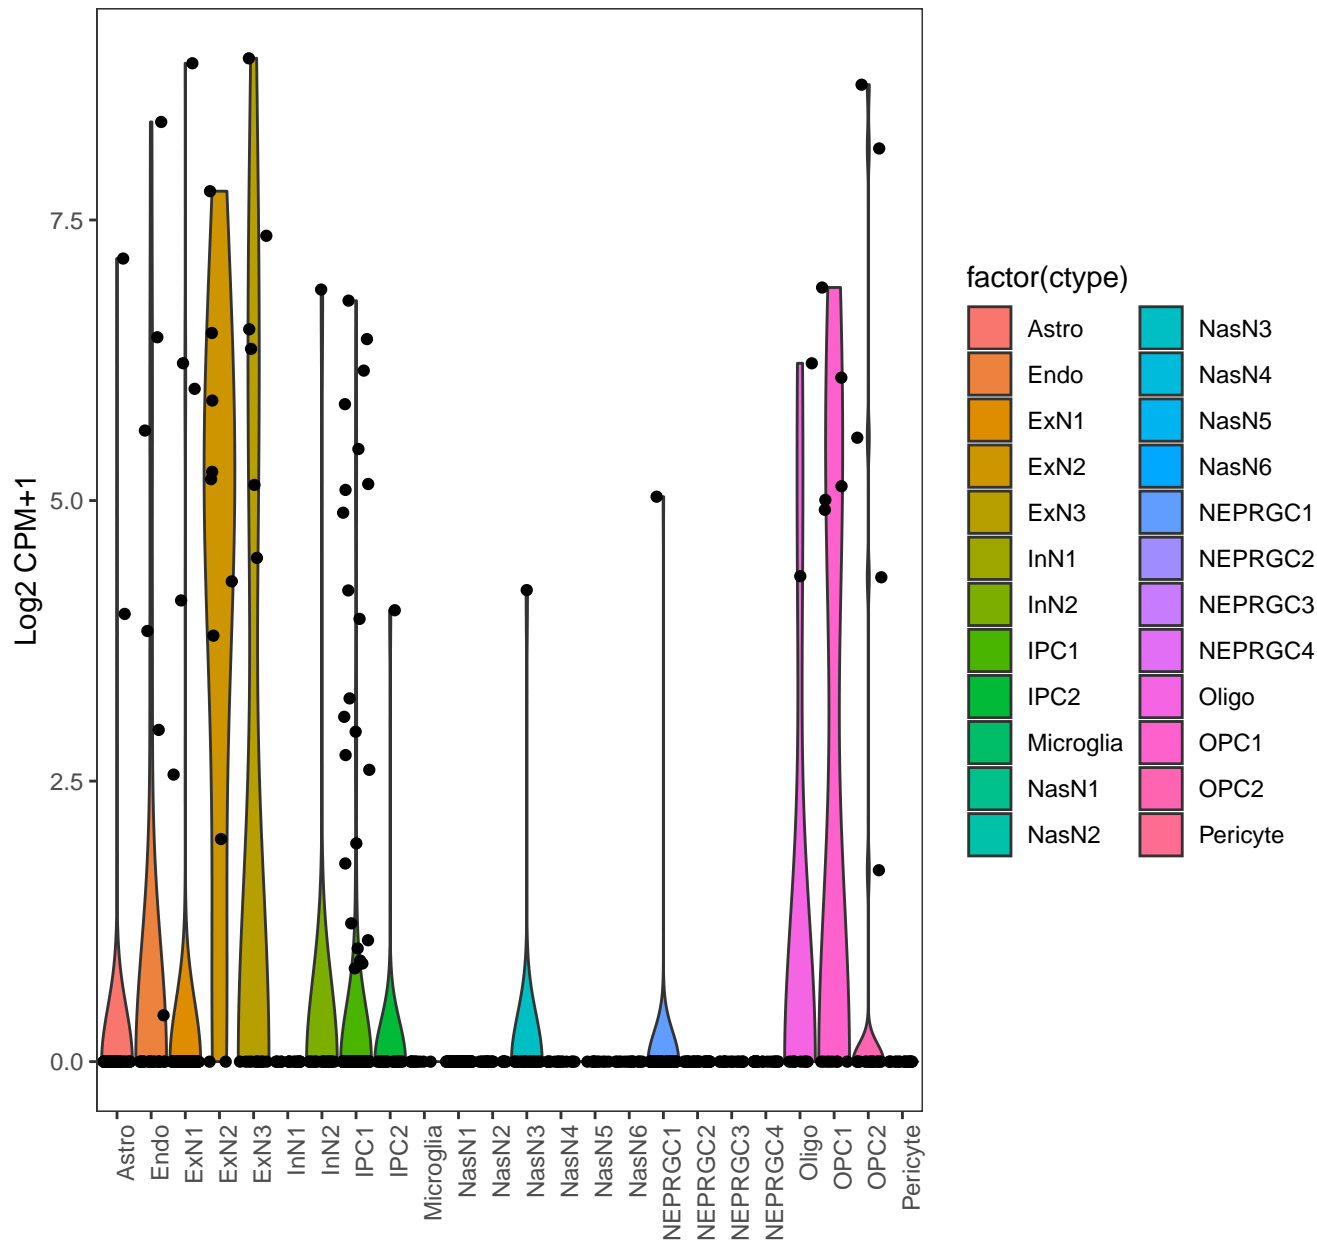 7.5
5.0
2.5
0.0
Log2 CPM+1
Astro
Endo
ExN1
ExN2
ExN3
InN1
InN2
IPC1
IPC2
Microglia
NasN1
NasN2
NasN3
NasN4
NasN5
NasN6
NEPRGC1
NEPRGC2
NEPRGC3
NEPRGC4
Oligo
OPC1
OPC2
Pericyte
factor(ctype)
Astro
Endo
ExN1
ExN2
ExN3
InN1
InN2
IPC1
IPC2
Microglia
NasN1
NasN2
NasN3
NasN4
NasN5
NasN6
NEPRGC1
NEPRGC2
NEPRGC3
NEPRGC4
Oligo
OPC1
OPC2
Pericyte